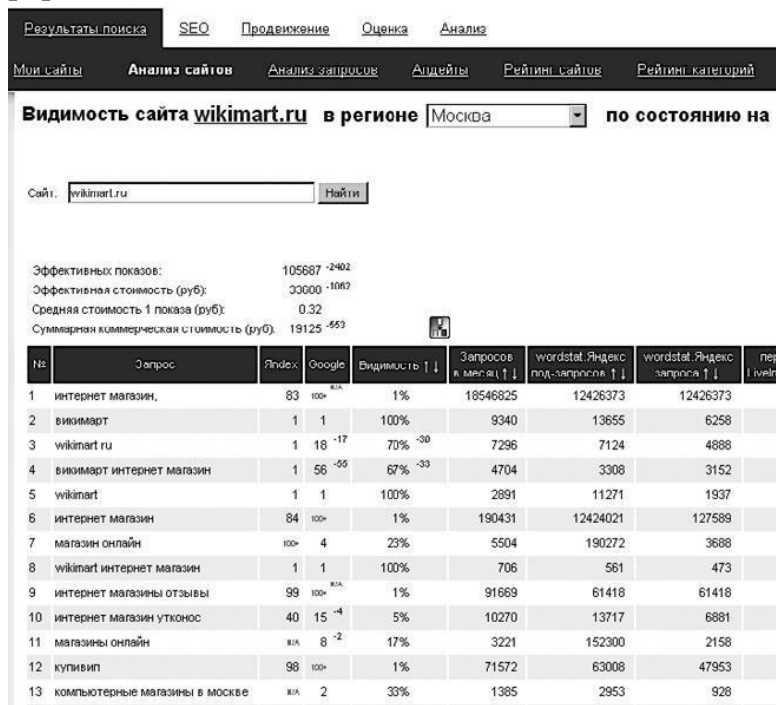 Результаты поиска SEO Продвижение Оценка Анализ
Мои сайты Анализ сайтов Анализ запросов Апдейты Рейтинг сайтов Рейтинг категорий
Видимость сайта wikimart.ru в регионе Москва по состоянию на
Сайт: wikimart.ru Найти
Эффективных показов: 105687 -2402
Эффективная стоимость (руб): 33600 -1062
Средняя стоимость 1 показа (руб): 0.32
Суммарная коммерческая стоимость (руб): 19125 -553
№ Запрос Яndex Google Видимость ↑↓ Запросов в месяц ↑↓ wordstat.Яндекс под-запросов ↑↓ wordstat.Яндекс запроса ↑↓
1 интернет магазин, 83 100+ N/A 1% 18546825 12426373 12426373
2 викимарт 1 1 100% 9340 13655 6258
3 wikimart ru 1 18 -17 70% -30 7296 7124 4888
4 викимарт интернет магазин 1 56 -55 67% -33 4704 3308 3152
5 wikimart 1 1 100% 2891 11271 1937
6 интернет магазин 84 100+ 1% 190431 12424021 127589
7 магазин онлайн 100+ 4 23% 5504 190272 3688
8 wikimart интернет магазин 1 1 100% 706 561 473
9 интернет магазины отзывы 99 100+ N/A 1% 91669 61418 61418
10 интернет магазин утконос 40 15 -4 5% 10270 13717 6881
11 магазины онлайн N/A 8 -2 17% 3221 152300 2158
12 купивип 98 100+ 1% 71572 63008 47953
13 компьютерные магазины в москве N/A 2 33% 1385 2953 928